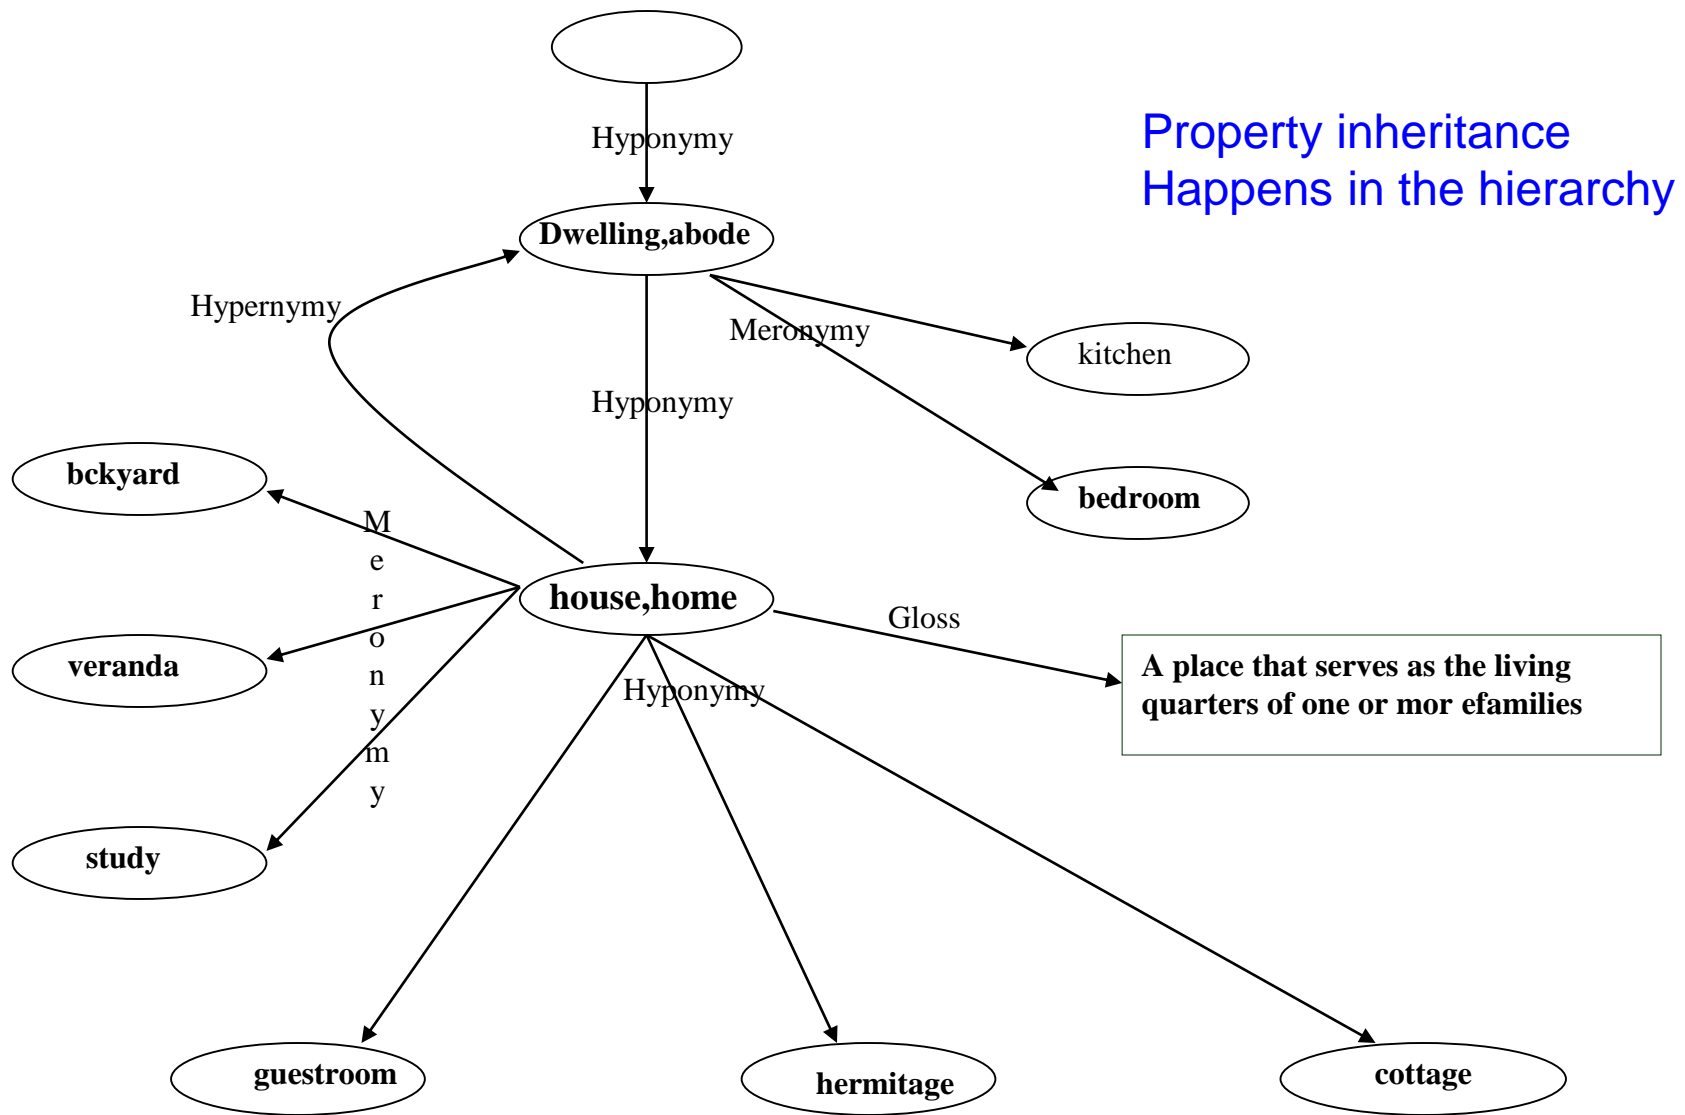 Property inheritance
Happens in the hierarchy
Hyponymy
Dwelling,abode
Hypernymy
Meronymy
kitchen
Hyponymy
bckyard
bedroom
M
e
r
o
n
y
m
y
house,home
Gloss
veranda
A place that serves as the living
quarters of one or mor efamilies
Hyponymy
study
guestroom
hermitage
cottage